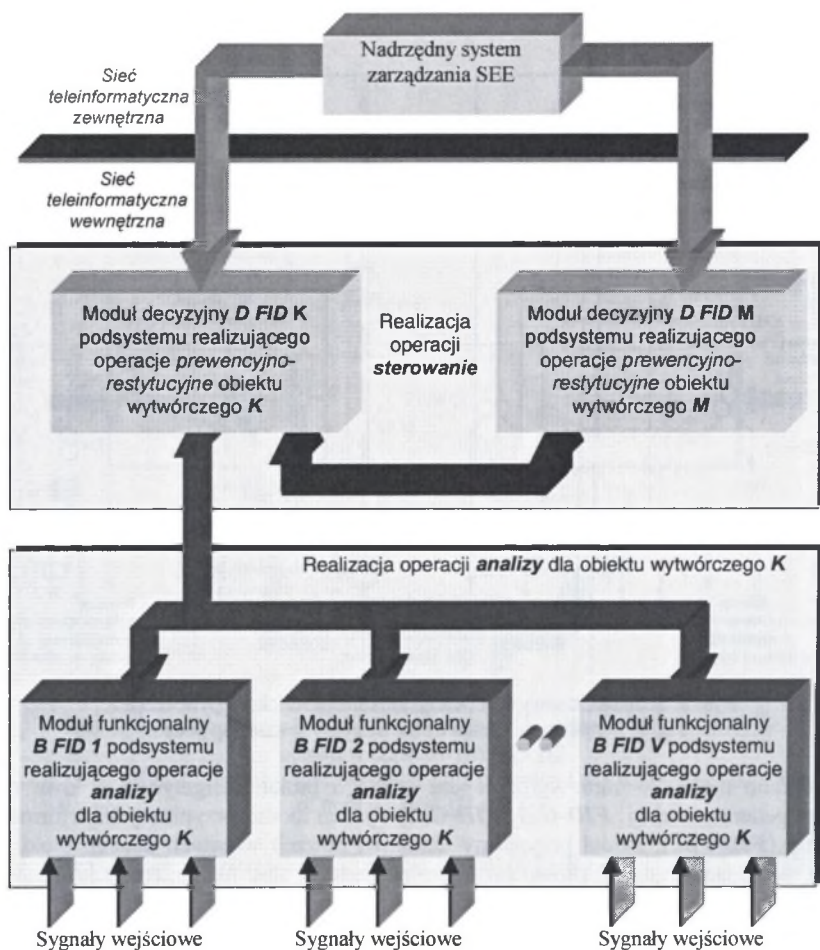 Nadrzędny system
zarządzania SEE
Sieć
teleinformatyczna
zewnętrzna
Sieć
teleinformatyczna
wewnętrzna
Moduł decyzyjny D FID K
podsystemu realizującego
operacje prewencyjno-
restytucyjne obiektu
wytwórczego K
Realizacja
operacji
sterowanie
Moduł decyzyjny D FID M
podsystemu realizującego
operacje prewencyjno-
restytucyjne obiektu
wytwórczego M
Realizacja operacji analizy dla obiektu wytwórczego K
Moduł funkcjonalny
B FID 1 podsystemu
realizującego operacje
analizy
dla obiektu
wytwórczego K
Moduł funkcjonalny
B FID 2 podsystemu
realizującego operacje
analizy
dla obiektu
wytwórczego K
Moduł funkcjonalny
B FID V podsystemu
realizującego operacje
analizy
dla obiektu
wytwórczego K
Sygnały wejściowe
Sygnały wejściowe
Sygnały wejściowe